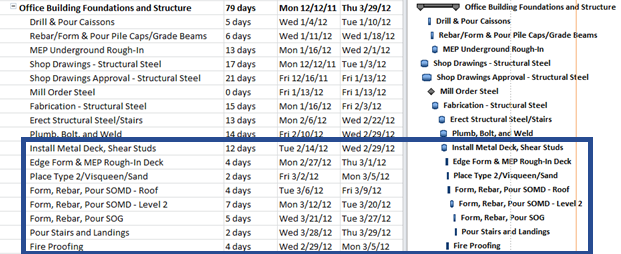 Office Building Foundations and Structure 79 days Mon 12/12/11 Thu 3/29/12 Office Building Foundations and Structure
Drill & Pour Caissons 5 days Wed 1/4/12 Tue 1/10/12 Drill & Pour Caissons
Rebar/Form & Pour Pile Caps/Grade Beams 6 days Wed 1/11/12 Wed 1/18/12 Rebar/Form & Pour Pile Caps/Grade Beams
MEP Underground Rough-In 13 days Mon 1/16/12 Wed 2/1/12 MEP Underground Rough-In
Shop Drawings - Structural Steel 17 days Mon 12/12/11 Tue 1/3/12 Shop Drawings - Structural Steel
Shop Drawings Approval - Structural Steel 21 days Fri 12/16/11 Fri 1/13/12 Shop Drawings Approval - Structural Steel
Mill Order Steel 0 days Fri 1/13/12 Fri 1/13/12 Mill Order Steel
Fabrication - Structural Steel 15 days Mon 1/16/12 Fri 2/3/12 Fabrication - Structural Steel
Erect Structural Steel/Stairs 13 days Mon 2/6/12 Wed 2/22/12 Erect Structural Steel/Stairs
Plumb, Bolt, and Weld 14 days Fri 2/10/12 Wed 2/29/12 Plumb, Bolt, and Weld
Install Metal Deck, Shear Studs 12 days Tue 2/14/12 Wed 2/29/12 Install Metal Deck, Shear Studs
Edge Form & MEP Rough-In Deck 4 days Mon 2/27/12 Thu 3/1/12 Edge Form & MEP Rough-In Deck
Place Type 2/Visqueen/Sand 2 days Fri 3/2/12 Mon 3/5/12 Place Type 2/Visqueen/Sand
Form, Rebar, Pour SOMD - Roof 4 days Tue 3/6/12 Fri 3/9/12 Form, Rebar, Pour SOMD - Roof
Form, Rebar, Pour SOMD - Level 2 7 days Mon 3/12/12 Tue 3/20/12 Form, Rebar, Pour SOMD - Level 2
Form, Rebar, Pour SOG 5 days Wed 3/21/12 Tue 3/27/12 Form, Rebar, Pour SOG
Pour Stairs and Landings 2 days Wed 3/28/12 Thu 3/29/12 Pour Stairs and Landings
Fire Proofing 4 days Wed 2/29/12 Mon 3/5/12 Fire Proofing